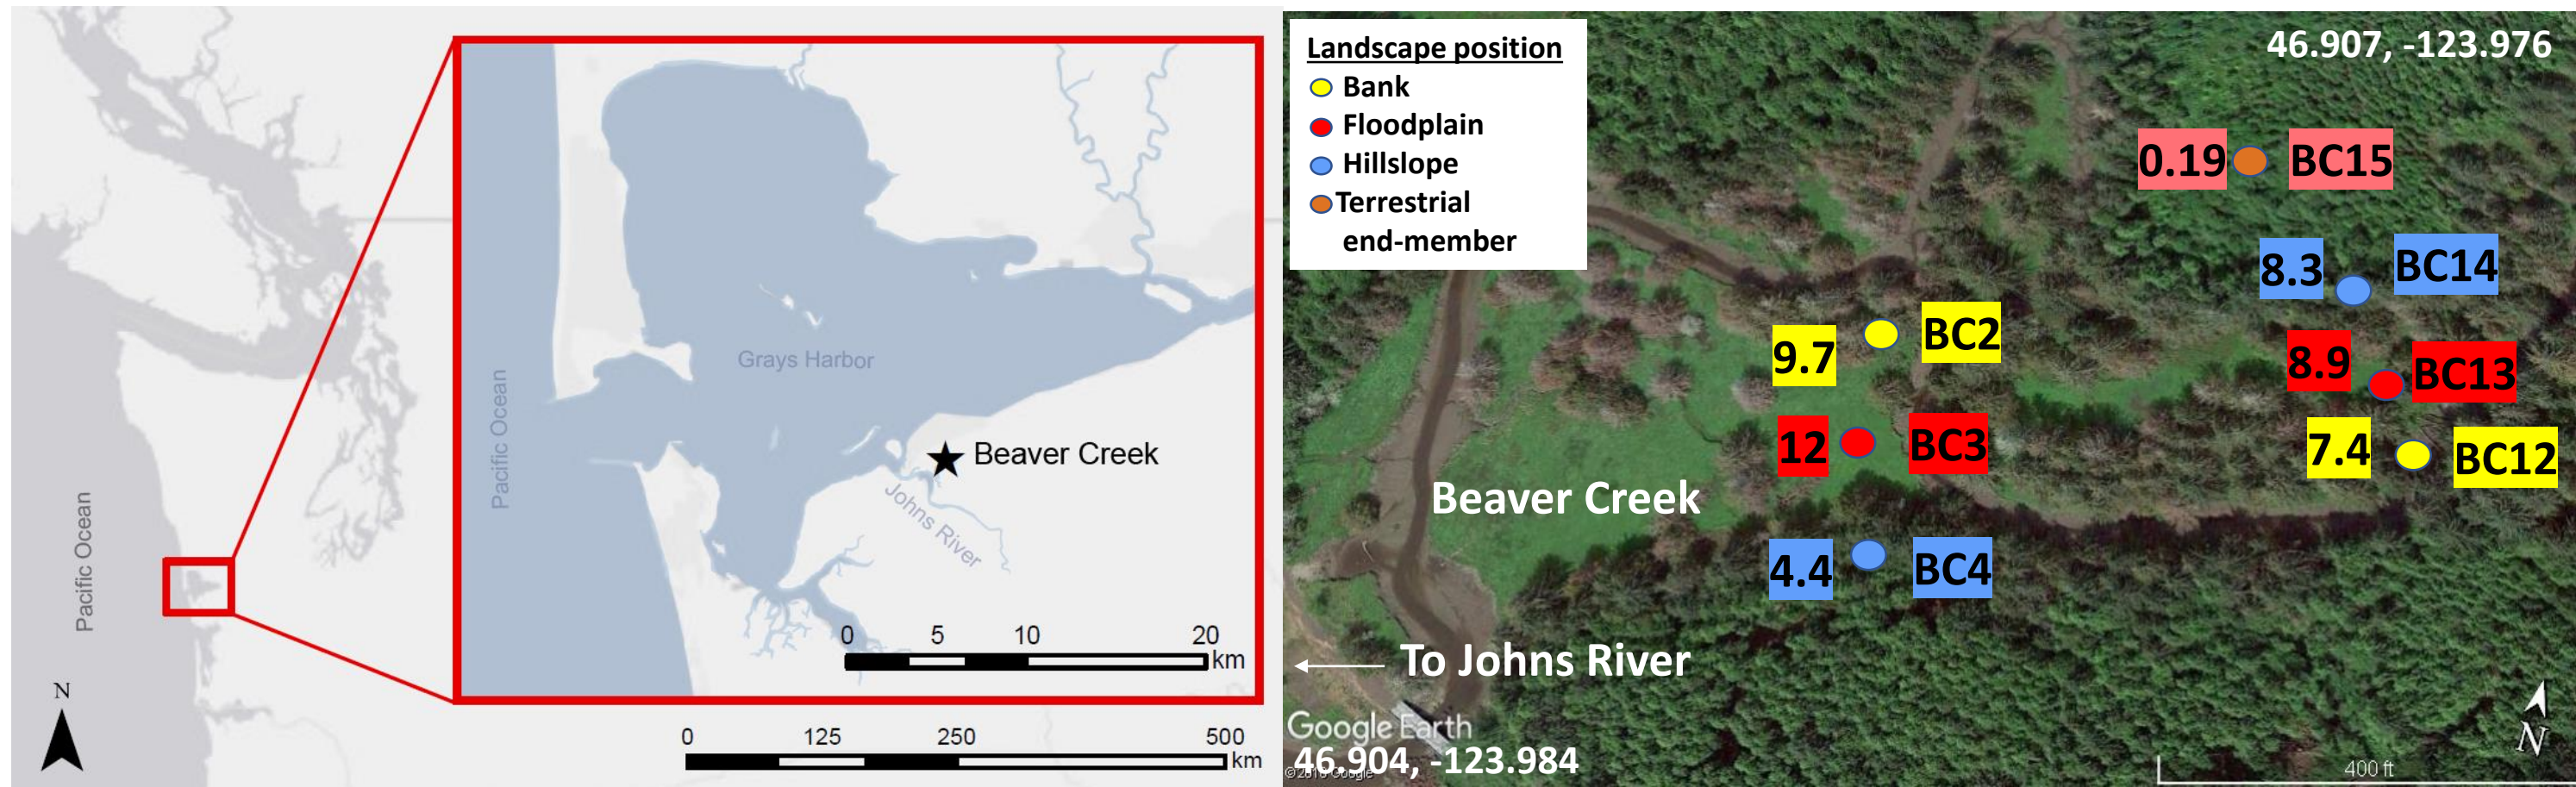 Pacific Ocean
N
Pacific Ocean
Grays Harbor
Beaver Creek
Johns River
0 5 10 20
km
0 125 250 500
km
Landscape position
Bank
Floodplain
Hillslope
Terrestrial
end-member
46.907, -123.976
0.19 BC15
8.3 BC14
9.7 BC2
8.9 BC13
12 BC3
7.4 BC12
Beaver Creek
4.4 BC4
To Johns River
Google Earth
46.904, -123.984
400 ft
N